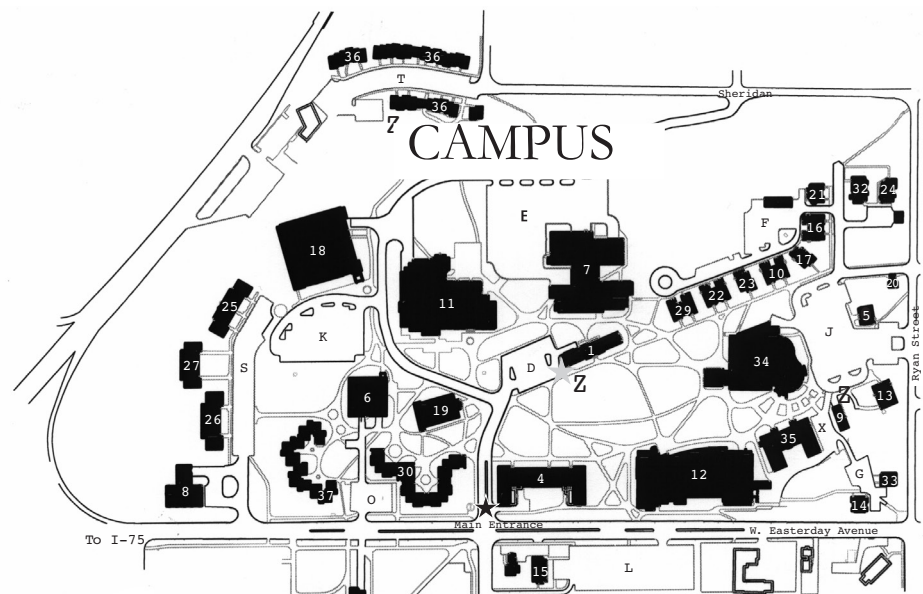 36
36
T
Sheridan
36
Z
CAMPUS
21
32
24
E
F
16
18
17
7
10
23
20
22
11
25
29
5
J
K
1
Ryan Street
34
27
S
D
Z
Z
13
6
19
9
26
X
35
30
12
G
4
33
8
37
O
14
Main Entrance
W. Easterday Avenue
To I-75
15
L